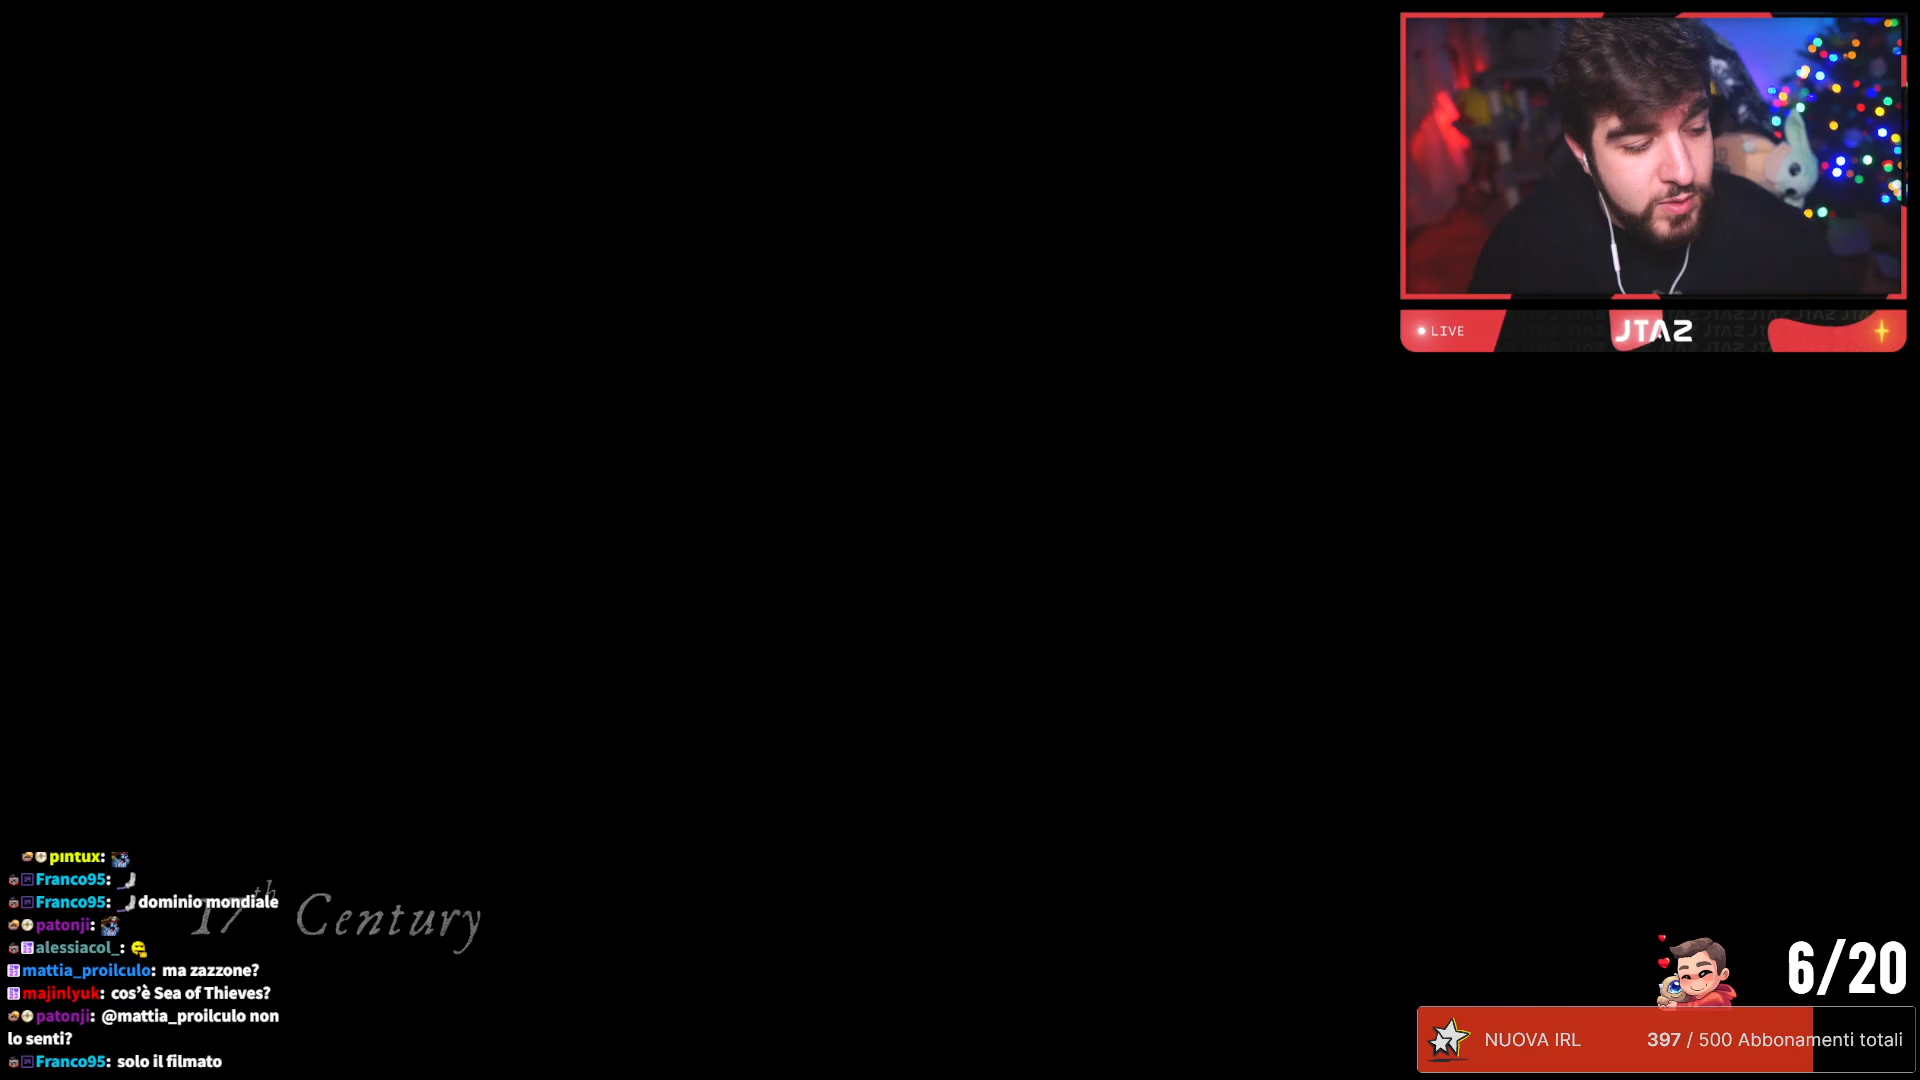 LIVE
JTAZ
pintux:
Franco95:
Franco95: dominio mondiale
17th Century
patonji:
alessiacol_:
mattia_proilculo: ma zazzone?
majinlyuk: cos'è Sea of Thieves?
patonji: @mattia_proilculo non
lo senti?
Franco95: solo il filmato
6/20
NUOVA IRL 397 / 500 Abbonamenti totali